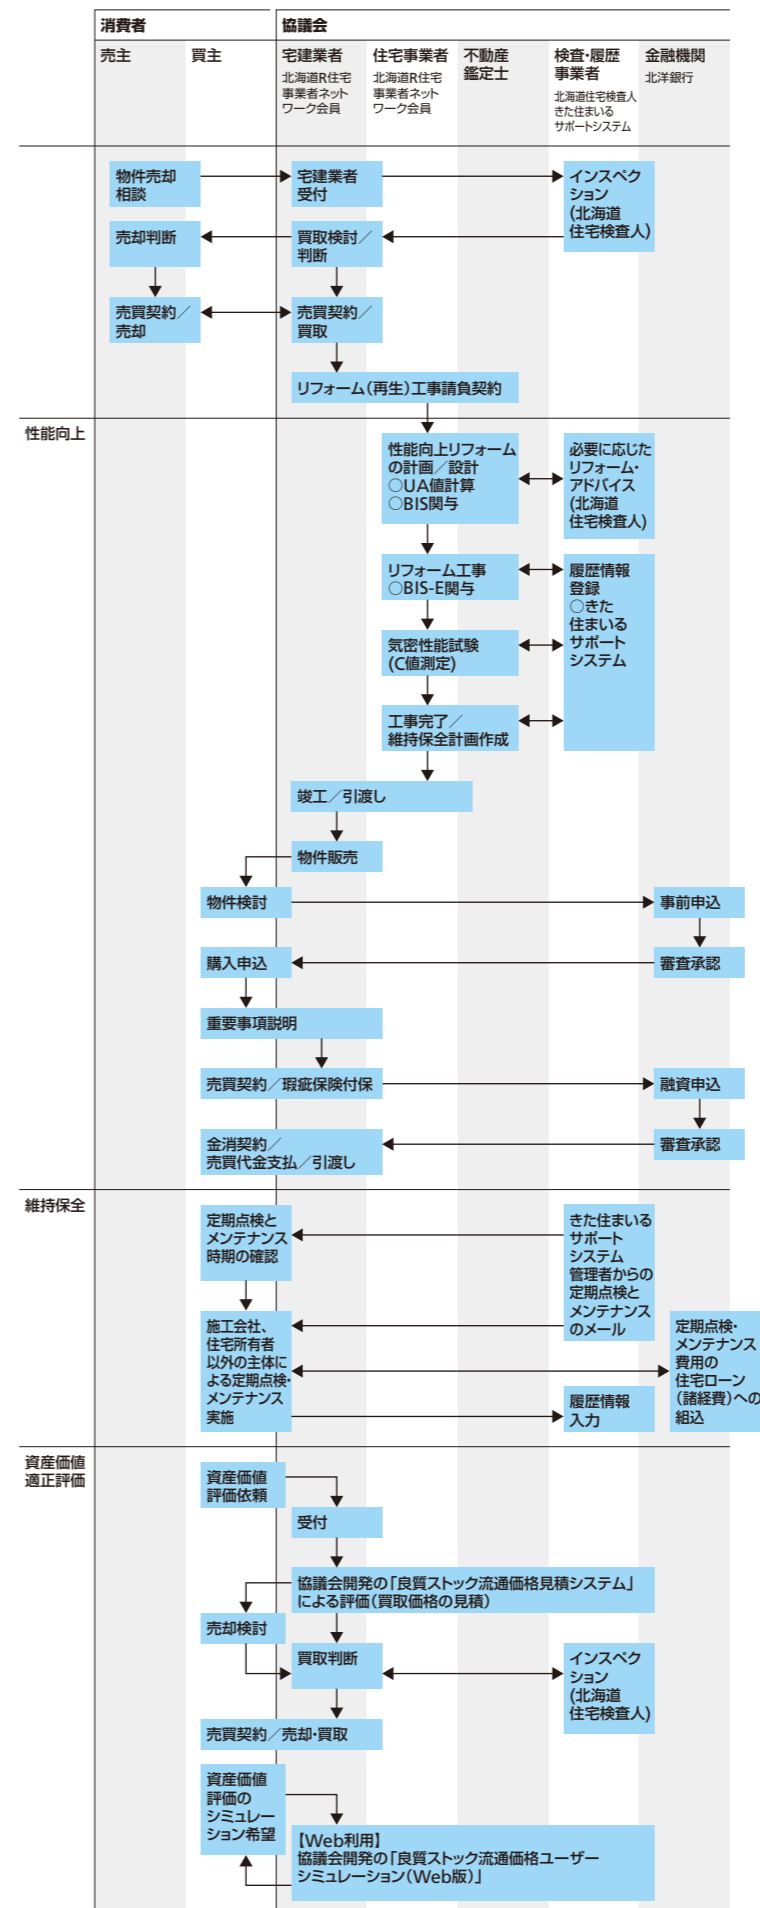 消費者
協議会
売主
買主
宅建業者
北海道R住宅
事業者ネット
ワーク会員
住宅事業者
北海道R住宅
事業者ネット
ワーク会員
不動産
鑑定士
検査・履歴
事業者
北海道住宅検査人
きた住まいる
サポートシステム
金融機関
北洋銀行
物件売却
相談
宅建業者
受付
インスペク
ション
(北海道
住宅検査人)
売却判断
買取検討／
判断
売買契約／
売却
売買契約／
買取
リフォーム(再生)工事請負契約
性能向上
性能向上リフォーム
の計画／設計
○UA値計算
○BIS関与
必要に応じた
リフォーム・
アドバイス
(北海道
住宅検査人)
リフォーム工事
○BIS-E関与
履歴情報
登録
○きた
住まいる
サポート
システム
気密性能試験
(C値測定)
工事完了／
維持保全計画作成
竣工／引渡し
物件販売
物件検討
事前申込
購入申込
審査承認
重要事項説明
売買契約／瑕疵保険付保
融資申込
金消契約／
売買代金支払／引渡し
審査承認
維持保全
定期点検と
メンテナンス
時期の確認
きた住まいる
サポート
システム
管理者からの
定期点検と
メンテナンス
のメール
施工会社、
住宅所有者
以外の主体に
よる定期点検・
メンテナンス
実施
定期点検・
メンテナンス
費用の
住宅ローン
(諸経費)への
組込
履歴情報
入力
資産価値
適正評価
資産価値
評価依頼
受付
協議会開発の「良質ストック流通価格見積システム」
による評価(買取価格の見積)
売却検討
買取判断
インスペク
ション
(北海道
住宅検査人)
売買契約／売却・買取
資産価値
評価の
シミュレー
ション希望
【Web利用】
協議会開発の「良質ストック流通価格ユーザー
シミュレーション(Web版)」